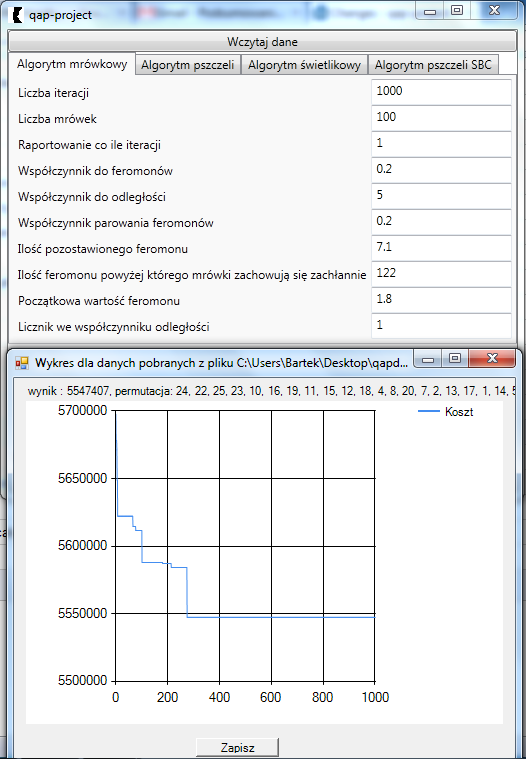 qap-project
Wczytaj dane
Algorytm mrówkowy Algorytm pszczeli Algorytm świetlikowy Algorytm pszczeli SBC
Liczba iteracji 1000
Liczba mrówek 100
Raportowanie co ile iteracji 1
Współczynnik do feromonów 0.2
Współczynnik do odległości 5
Współczynnik parowania feromonów 0.2
Ilość pozostawionego feromonu 7.1
Ilość feromonu powyżej którego mrówki zachowują się zachłannie 122
Początkowa wartość feromonu 1.8
Licznik we współczynniku odległości 1
Wykres dla danych pobranych z pliku C:\Users\Bartek\Desktop\qapd...
wynik : 5547407, permutacja: 24, 22, 25, 23, 10, 16, 19, 11, 15, 12, 18, 4, 8, 20, 7, 2, 13, 17, 1, 14, 5
Koszt
5700000
5650000
5600000
5550000
5500000
0 200 400 600 800 1000
Zapisz